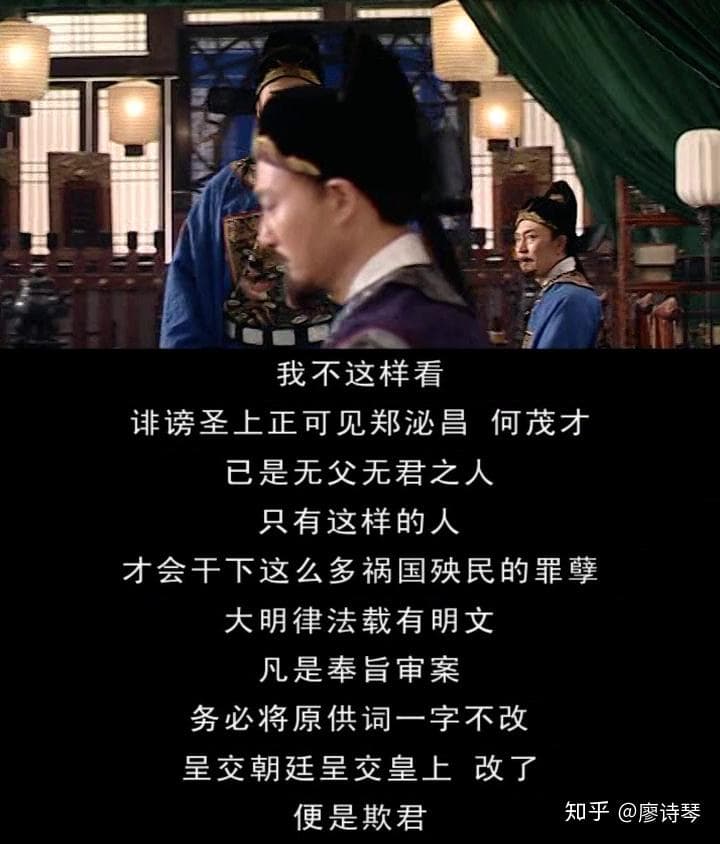 我不这样看
诽谤圣上正可见郑泌昌 何茂才
已是无父无君之人
只有这样的人
才会干下这么多祸国殃民的罪孽
大明律法载有明文
凡是奉旨审案
务必将原供词一字不改
呈交朝廷呈交皇上 改了
便是欺君
知乎 @廖诗琴